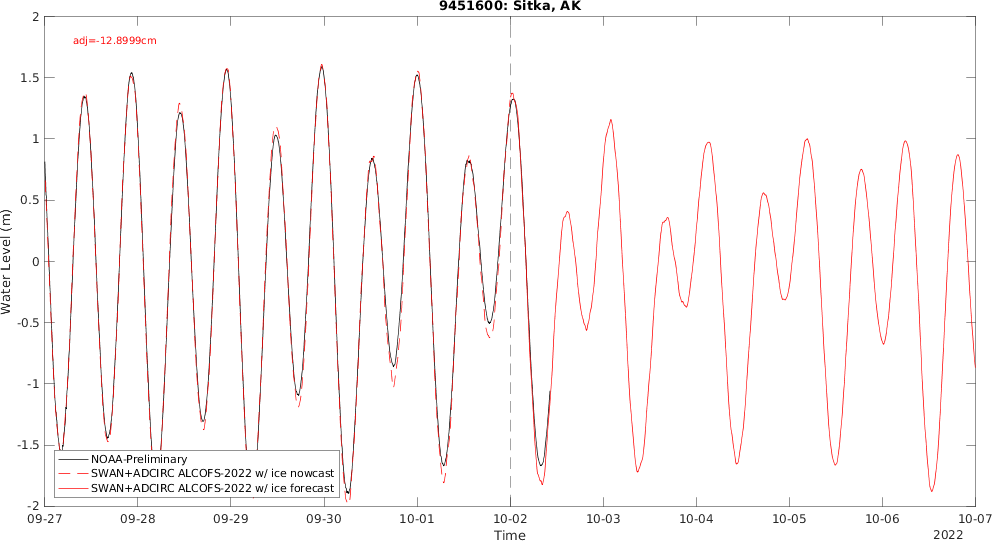 9451600: Sitka, AK
adj=-12.8999cm
2
1.5
1
0.5
0
-0.5
-1
-1.5
-2
Water Level (m)
NOAA-Preliminary
SWAN+ADCIRC ALCOFS-2022 w/ ice nowcast
SWAN+ADCIRC ALCOFS-2022 w/ ice forecast
09-27 09-28 09-29 09-30 10-01 10-02 10-03 10-04 10-05 10-06 10-07
Time
2022